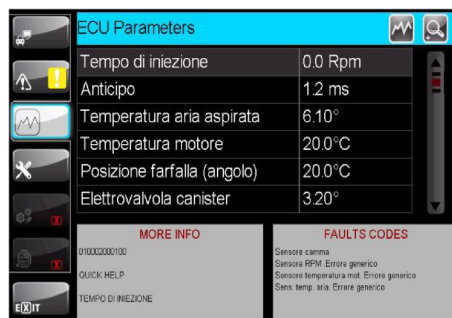 ECU Parameters
Tempo di iniezione 0.0 Rpm
Anticipo 1.2 ms
Temperatura aria aspirata 6.10°
Temperatura motore 20.0°C
Posizione farfalla (angolo) 20.0°C
Elettrovalvola canister 3.20°
MORE INFO
010002000100
QUICK HELP
TEMPO DI INIEZIONE
FAULTS CODES
Sensore camma
Sensore RPM .Errore generico
Sensore temperatura mot. Errore generico
Sens. temp. aria. Errore generico
EXIT